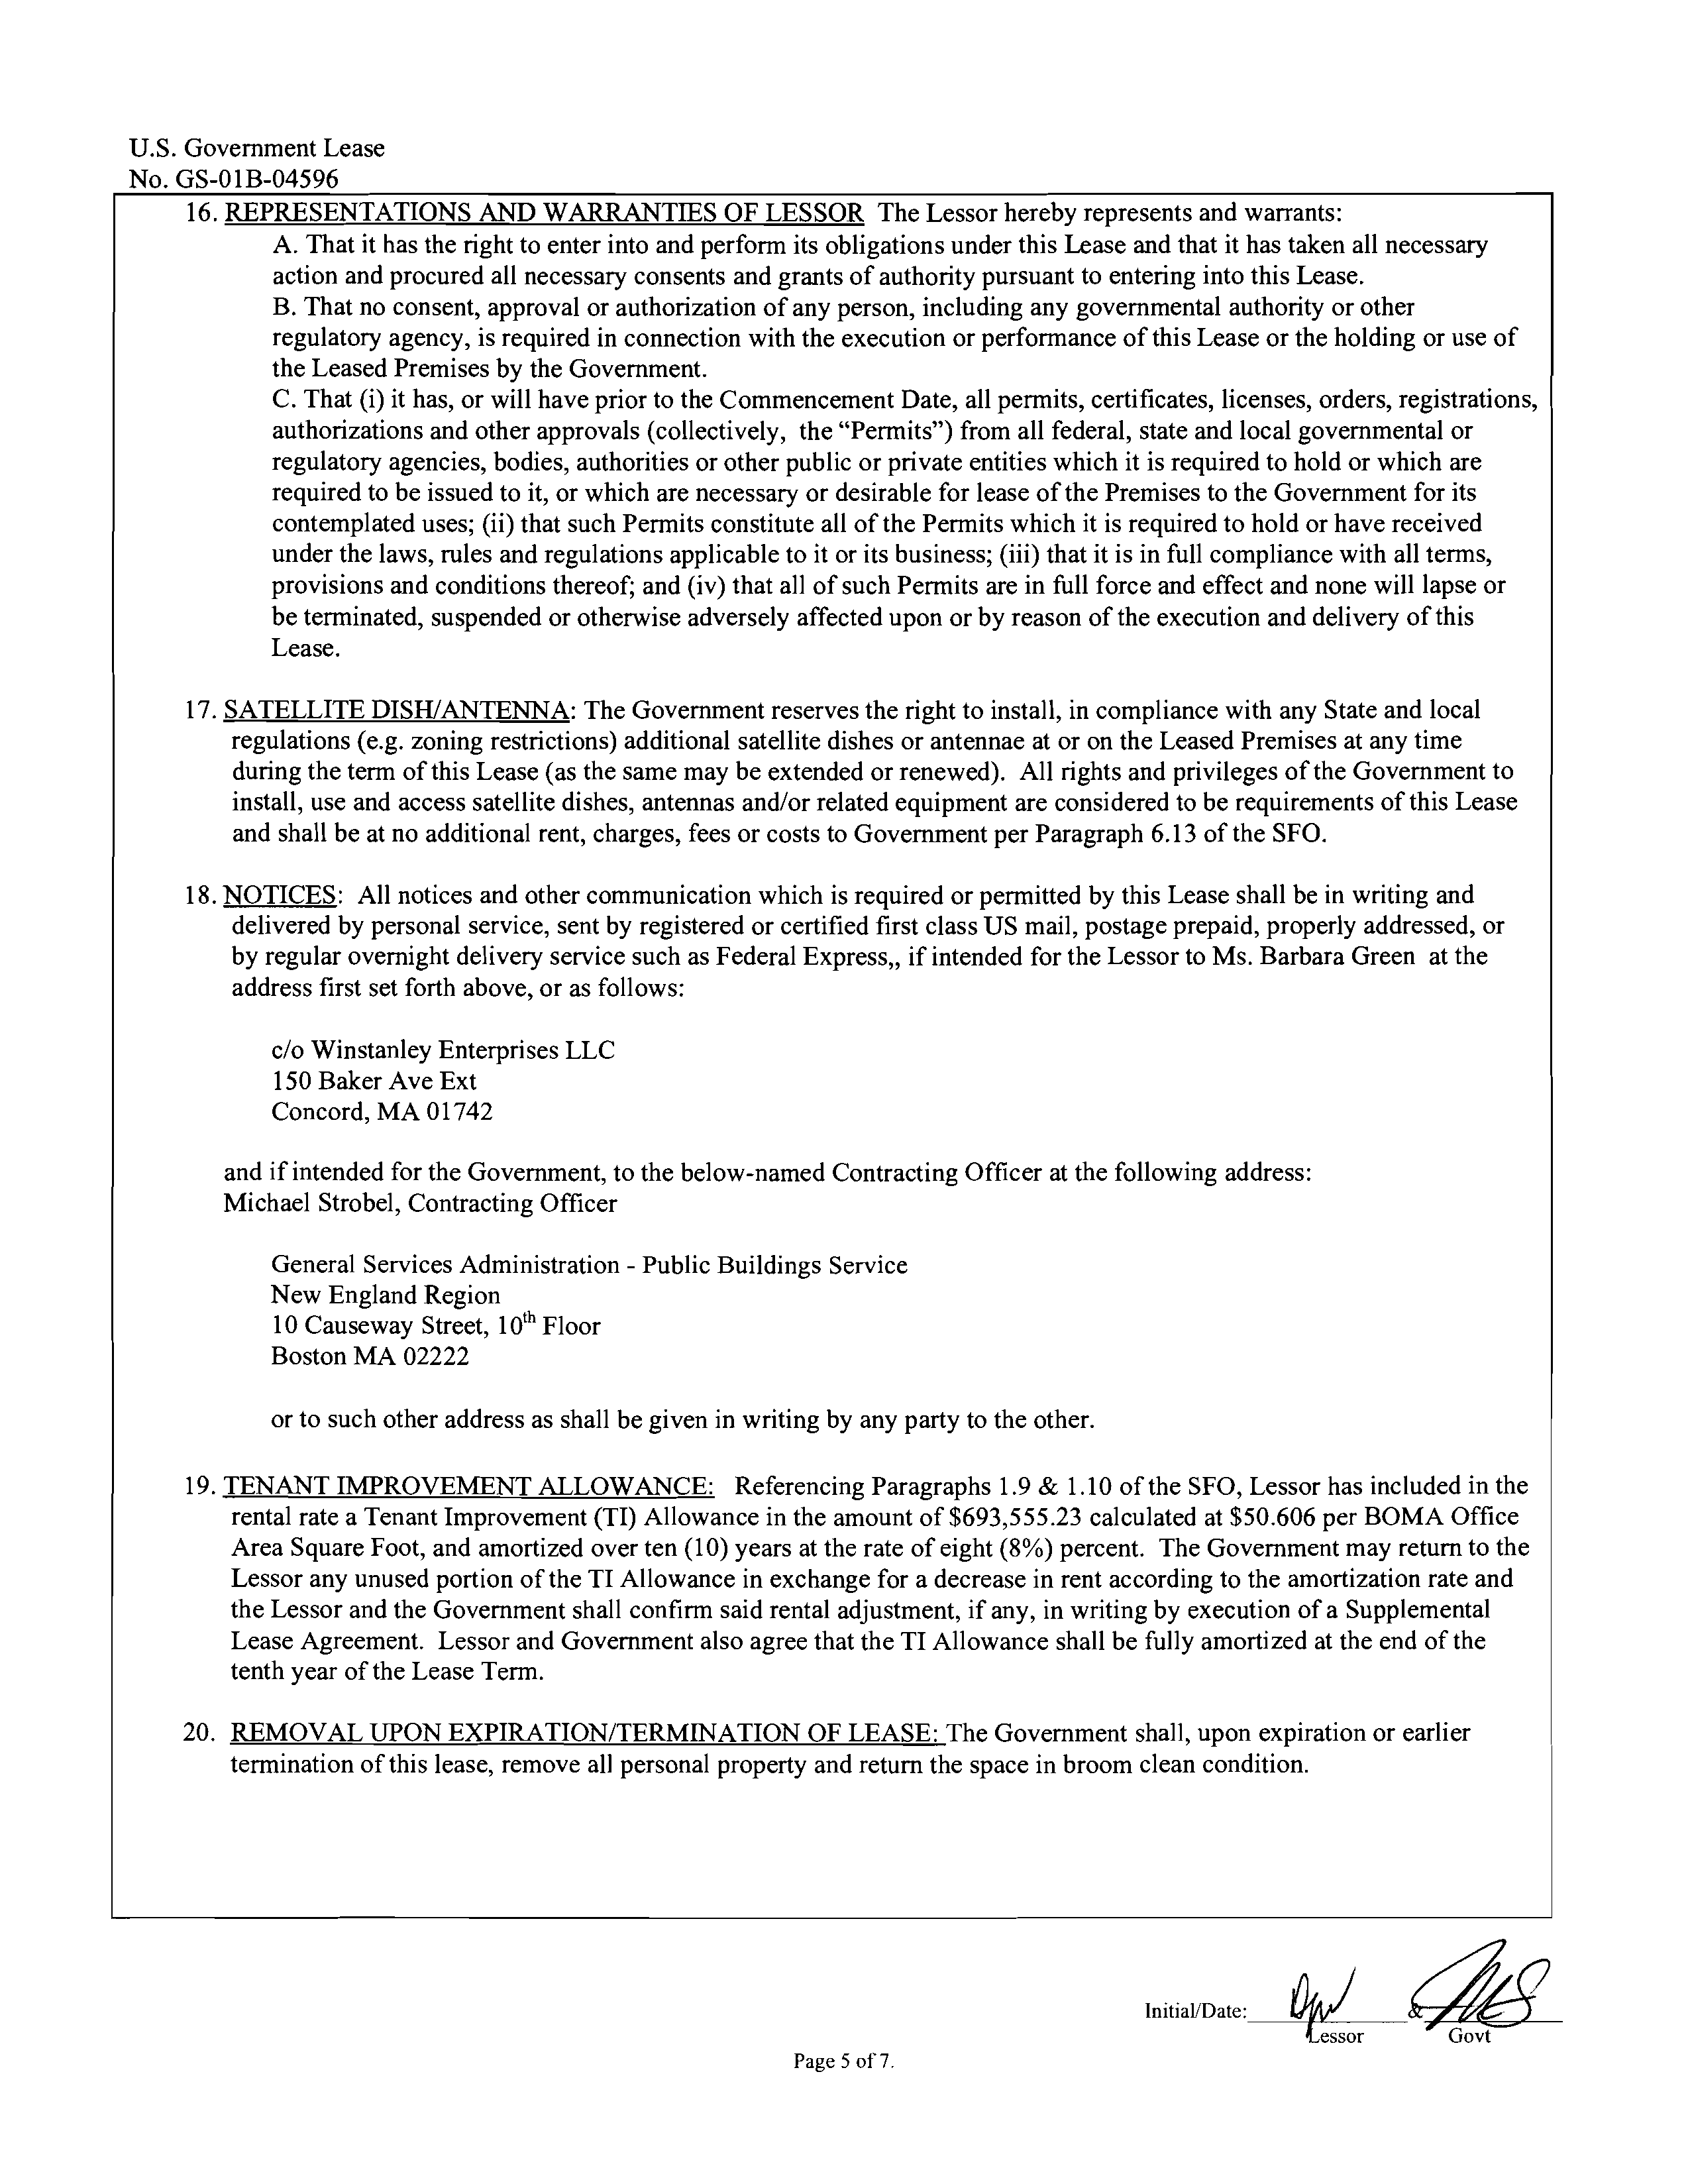 U.S. Government Lease
No. GS-01B-04596
16. REPRESENTATIONS AND WARRANTIES OF LESSOR The Lessor hereby represents and warrants:
A. That it has the right to enter into and perform its obligations under this Lease and that it has taken all necessary
action and procured all necessary consents and grants of authority pursuant to entering into this Lease.
B. That no consent, approval or authorization of any person, including any governmental authority or other
regulatory agency, is required in connection with the execution or performance of this Lease or the holding or use of
the Leased Premises by the Government.
C. That (i) it has, or will have prior to the Commencement Date, all permits, certificates, licenses, orders, registrations,
authorizations and other approvals (collectively, the “Permits”) from all federal, state and local governmental or
regulatory agencies, bodies, authorities or other public or private entities which it is required to hold or which are
required to be issued to it, or which are necessary or desirable for lease of the Premises to the Government for its
contemplated uses; (ii) that such Permits constitute all of the Permits which it is required to hold or have received
under the laws, rules and regulations applicable to it or its business; (iii) that it is in full compliance with all terms,
provisions and conditions thereof; and (iv) that all of such Permits are in full force and effect and none will lapse or
be terminated, suspended or otherwise adversely affected upon or by reason of the execution and delivery of this
Lease.
17. SATELLITE DISH/ANTENNA: The Government reserves the right to install, in compliance with any State and local
regulations (e.g. zoning restrictions) additional satellite dishes or antennae at or on the Leased Premises at any time
during the term of this Lease (as the same may be extended or renewed). All rights and privileges of the Government to
install, use and access satellite dishes, antennas and/or related equipment are considered to be requirements of this Lease
and shall be at no additional rent, charges, fees or costs to Government per Paragraph 6.13 of the SFO.
18. NOTICES: All notices and other communication which is required or permitted by this Lease shall be in writing and
delivered by personal service, sent by registered or certified first class US mail, postage prepaid, properly addressed, or
by regular overnight delivery service such as Federal Express,, if intended for the Lessor to Ms. Barbara Green at the
address first set forth above, or as follows:
c/o Winstanley Enterprises LLC
150 Baker Ave Ext
Concord, MA 01742
and if intended for the Government, to the below-named Contracting Officer at the following address:
Michael Strobel, Contracting Officer
General Services Administration - Public Buildings Service
New England Region
10 Causeway Street, 10th Floor
Boston MA 02222
or to such other address as shall be given in writing by any party to the other.
19. TENANT IMPROVEMENT ALLOWANCE: Referencing Paragraphs 1.9 & 1.10 of the SFO, Lessor has included in the
rental rate a Tenant Improvement (TI) Allowance in the amount of $693,555.23 calculated at $50.606 per BOMA Office
Area Square Foot, and amortized over ten (10) years at the rate of eight (8%) percent. The Government may return to the
Lessor any unused portion of the TI Allowance in exchange for a decrease in rent according to the amortization rate and
the Lessor and the Government shall confirm said rental adjustment, if any, in writing by execution of a Supplemental
Lease Agreement. Lessor and Government also agree that the TI Allowance shall be fully amortized at the end of the
tenth year of the Lease Term.
20. REMOVAL UPON EXPIRATION/TERMINATION OF LEASE: The Government shall, upon expiration or earlier
termination of this lease, remove all personal property and return the space in broom clean condition.
Initial/Date: & MS
Lessor Govt
Page 5 of 7.